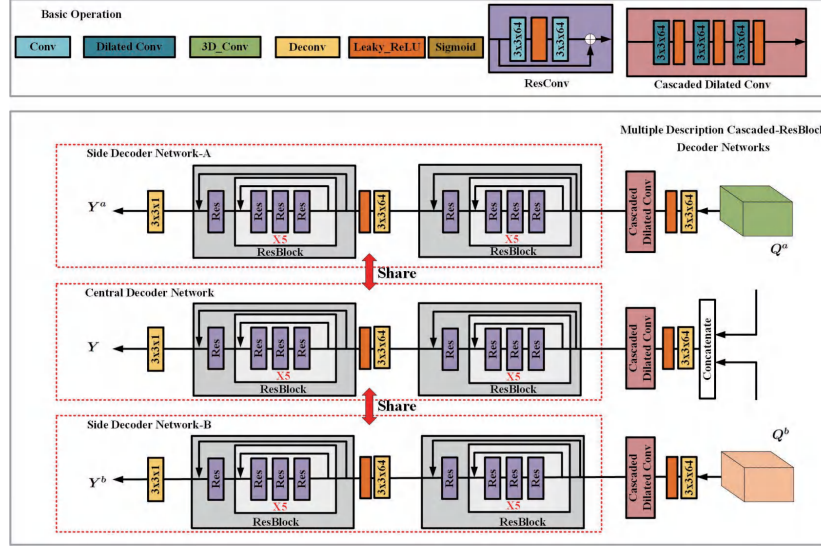 Basic Operation
Conv
Dilated Conv
3D_Conv
Deconv
Leaky_ReLU
Sigmoid
3x3x64
3x3x64
ResConv
3x3x64
3x3x64
3x3x64
Cascaded Dilated Conv
Multiple Description Cascaded-ResBlock
Decoder Networks
Side Decoder Network-A
Y^a
3x3x1
Res
Res
Res
Res
X5
ResBlock
3x3x64
Res
Res
Res
Res
X5
ResBlock
Cascaded
Dilated Conv
3x3x64
Q^a
Share
Central Decoder Network
Y
3x3x1
Res
Res
Res
Res
X5
ResBlock
3x3x64
Res
Res
Res
Res
X5
ResBlock
Cascaded
Dilated Conv
3x3x64
Concatenate
Share
Side Decoder Network-B
Y^b
3x3x1
Res
Res
Res
Res
X5
ResBlock
3x3x64
Res
Res
Res
Res
X5
ResBlock
Cascaded
Dilated Conv
3x3x64
Q^b